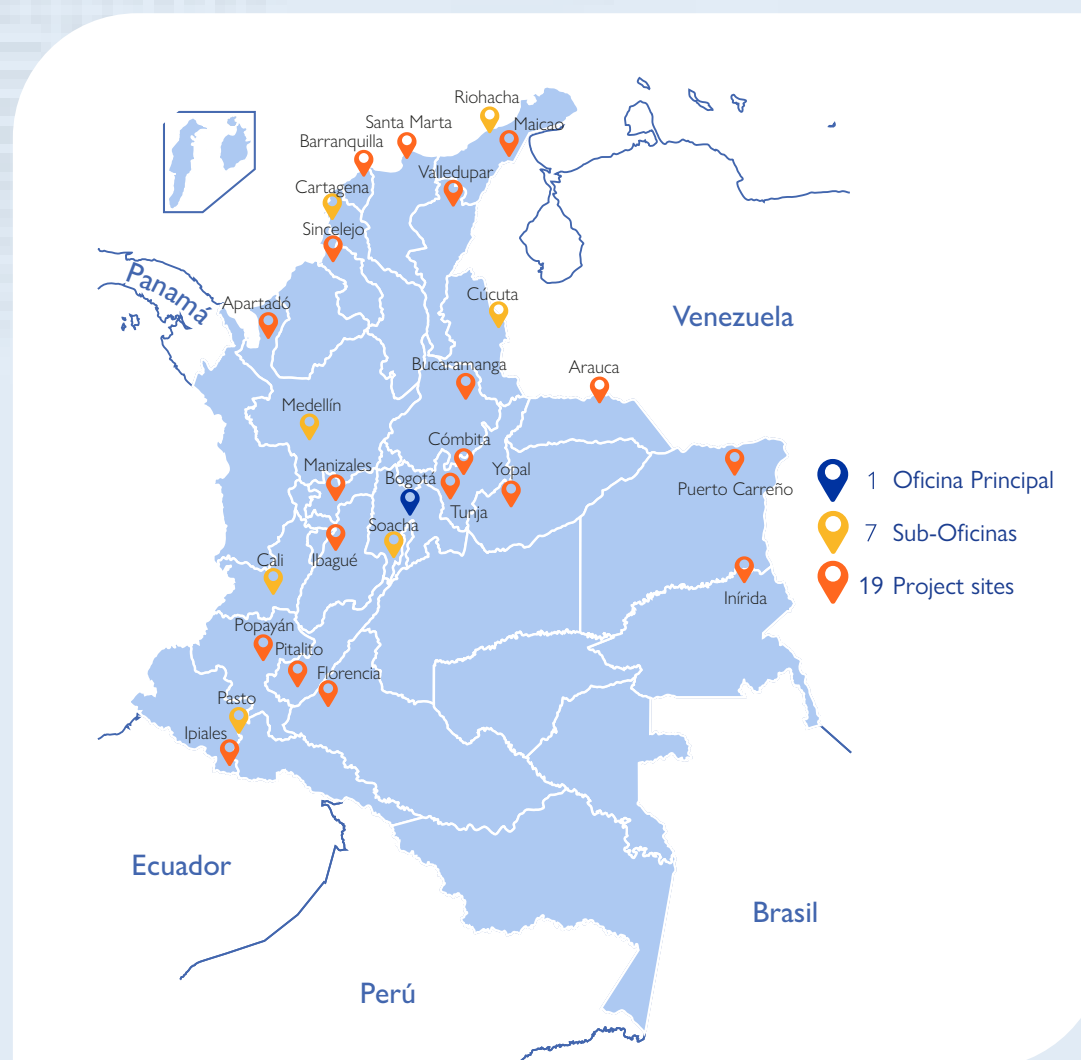 Riohacha
Santa Marta
Maicao
Barranquilla
Valledupar
Cartagena
Sincelejo
Panamá
Apartadó
Cúcuta
Venezuela
Bucaramanga
Arauca
Medellín
Cómbita
Manizales
Bogotá
Yopal
Puerto Carreño
Tunja
Soacha
Cali
Ibagué
Inírida
Popayán
Pitalito
Florencia
Pasto
Ipiales
1 Oficina Principal
7 Sub-Oficinas
19 Project sites
Ecuador
Brasil
Perú